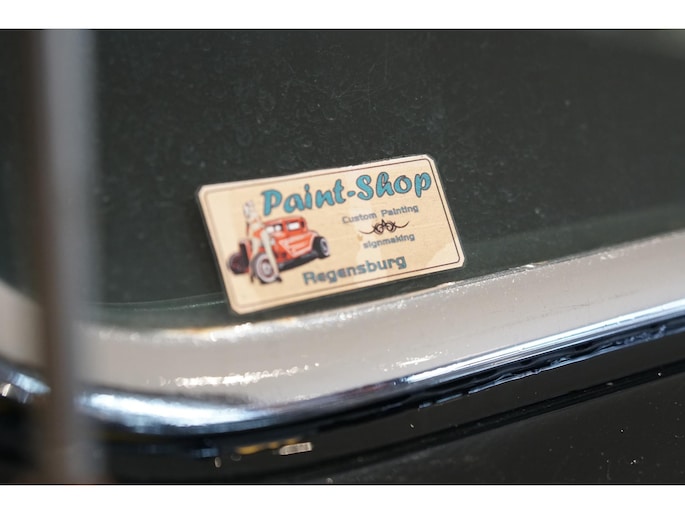 Paint-Shop
Custom Painting
signmaking
Regensburg